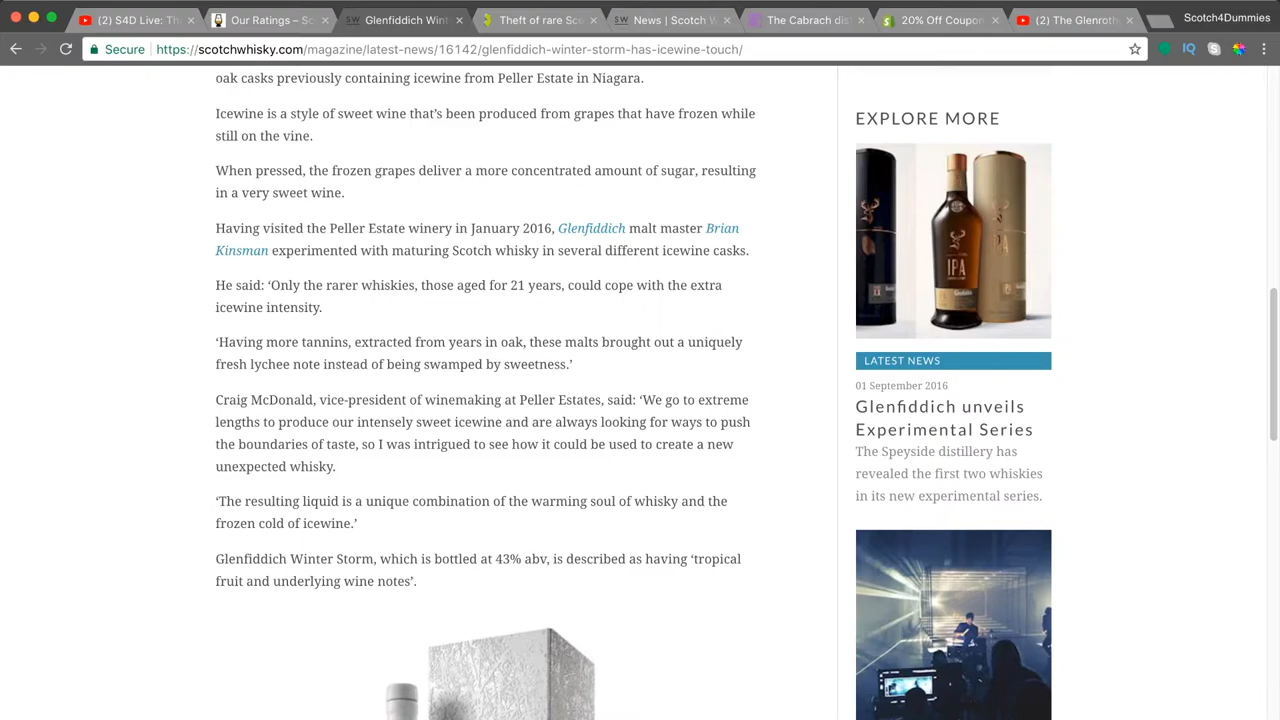 (2) S4D Live: Th
Our Ratings – Sc
Glenfiddich Wint
Theft of rare Sco
News | Scotch W
The Cabrach dis
20% Off Coupon
(2) The Glenroth
Scotch4Dummies
Secure
https://scotchwhisky.com/magazine/latest-news/16142/glenfiddich-winter-storm-has-icewine-touch/
oak casks previously containing icewine from Peller Estate in Niagara.
Icewine is a style of sweet wine that’s been produced from grapes that have frozen while
still on the vine.
When pressed, the frozen grapes deliver a more concentrated amount of sugar, resulting
in a very sweet wine.
Having visited the Peller Estate winery in January 2016, Glenfiddich malt master Brian
Kinsman experimented with maturing Scotch whisky in several different icewine casks.
He said: ‘Only the rarer whiskies, those aged for 21 years, could cope with the extra
icewine intensity.
‘Having more tannins, extracted from years in oak, these malts brought out a uniquely
fresh lychee note instead of being swamped by sweetness.’
Craig McDonald, vice-president of winemaking at Peller Estates, said: ‘We go to extreme
lengths to produce our intensely sweet icewine and are always looking for ways to push
the boundaries of taste, so I was intrigued to see how it could be used to create a new
unexpected whisky.
‘The resulting liquid is a unique combination of the warming soul of whisky and the
frozen cold of icewine.’
Glenfiddich Winter Storm, which is bottled at 43% abv, is described as having ‘tropical
fruit and underlying wine notes’.
EXPLORE MORE
IPA
IPA
LATEST NEWS
01 September 2016
Glenfiddich unveils
Experimental Series
The Speyside distillery has
revealed the first two whiskies
in its new experimental series.